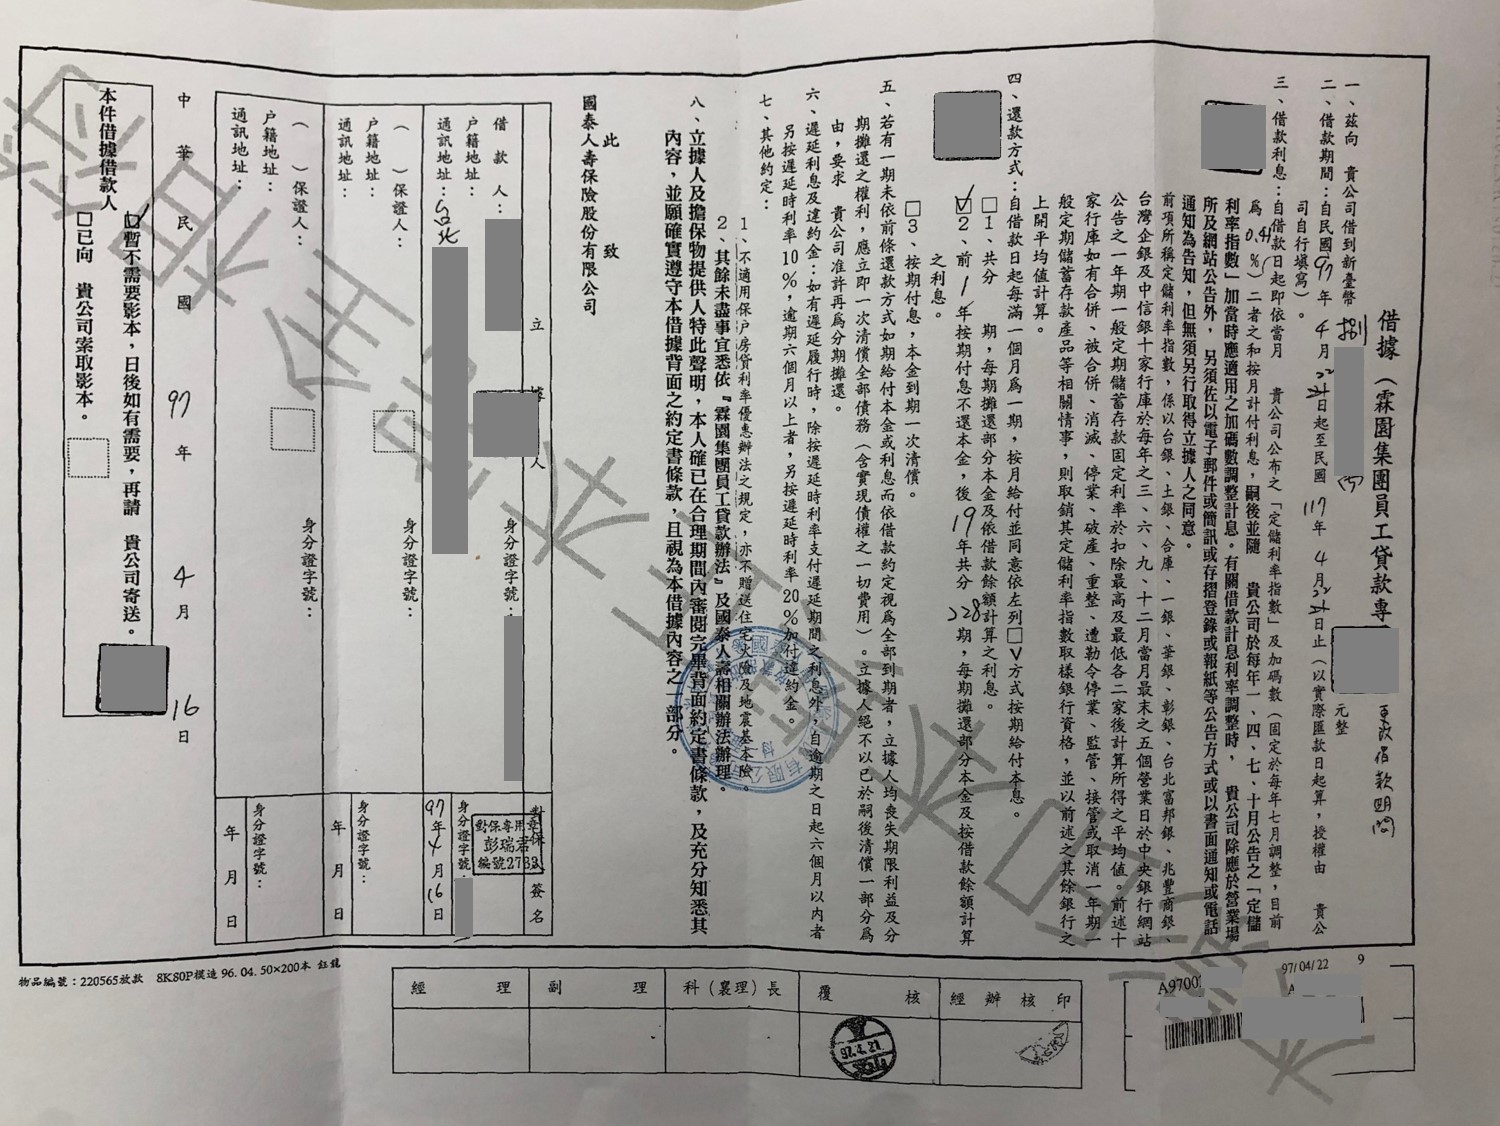 借據（霖園集團員工貸款專
一、茲向　貴公司借到新臺幣捌
元整
更改借款期間
二、借款期間：自民國97年4月22日起至民國117年4月22日止（以實際匯款日起算，授權由　貴公
司自行填寫）。
三、借款利息：自借款日起即依當月　貴公司公布之「定儲利率指數」及加碼數（固定於每年七月調整，目前
為0.41％）二者之和按月計付利息，嗣後並隨　貴公司於每年一、四、七、十月公告之「定儲
利率指數」加當時應適用之加碼數調整計息。有關借款計息利率調整時，　貴公司除應於營業場
所及網站公告外，另須佐以電子郵件或簡訊或存摺登錄或報紙等公告方式或以書面通知或電話
通知為告知，但無須另行取得立據人之同意。
前項所稱定儲利率指數，係以台銀、土銀、合庫、一銀、華銀、彰銀、台北富邦銀、兆豐商銀、
台灣企銀及中信銀十家行庫於每年之三、六、九、十二月當月最末之五個營業日於中央銀行網站
公告之一年期一般定期儲蓄存款固定利率於扣除最高及最低各二家後計算所得之平均值。前述十
家行庫如有合併、被合併、消滅、停業、破產、重整、遭勒令停業、監管、接管或取消一年期一
般定期儲蓄存款產品等相關情事，則取銷其定儲利率指數取樣銀行資格，並以前述之其餘銀行之
上開平均值計算。
四、還款方式：自借款日起每滿一個月為一期，按月給付並同意依左列□V方式按期給付本息。
□1、共分　期，每期攤還部分本金及依借款餘額計算之利息。
☑2、前1年按期付息不還本金，後19年共分228期，每期攤還部分本金及按借款餘額計算
之利息。
□3、按期付息，本金到期一次清償。
五、若有一期未依前條還款方式如期給付本金或利息而依借款約定視為全部到期者，立據人均喪失期限利益及分
期攤還之權利，應立即一次清償全部債務（含實現債權之一切費用）。立據人絕不以已於嗣後清償一部分為
由，要求　貴公司准許再為分期攤還。
六、遲延利息及違約金：如有遲延履行時，除按遲延時利率支付遲延期間之利息外，自逾期之日起六個月以內者
另按遲延時利率10%，逾期六個月以上者，另按遲延時利率20%加付違約金。
七、其他約定：
1、不適用保戶房貸利率優惠辦法之規定，亦不贈送住宅火險及地震基本險。
2、其餘未盡事宜悉依『霖園集團員工貸款辦法』及國泰人壽相關辦法辦理。
八、立據人及擔保物提供人特此聲明，本人確已在合理期間內審閱完畢背面約定書條款，及充分知悉其
內容，並願確實遵守本借據背面之約定書條款，且視為本借據內容之一部分。
此　致
國泰人壽保險股份有限公司
立　據　人
對保人簽名
借　款　人：
身分證字號：
戶籍地址：
通訊地址：台北
對保專用章
彭瑞君
編號2732
身分證字號：
97年4月16日
（　）保證人：
身分證字號：
戶籍地址：
通訊地址：
身分證字號：
年　月　日
（　）保證人：
身分證字號：
戶籍地址：
通訊地址：
身分證字號：
年　月　日
中　華　民　國　97　年　4　月　16　日
本件借據借款人
☑暫不需要影本，日後如有需要，再請　貴公司寄送。
□已向　貴公司索取影本。
物品編號：220565放款　8K80P模造 96.04.50×200本 鈺龍
經　理
副　理
科（襄理）長
覆　核
經辦核印
97.4.21.
97/04/22
9
A9700
A